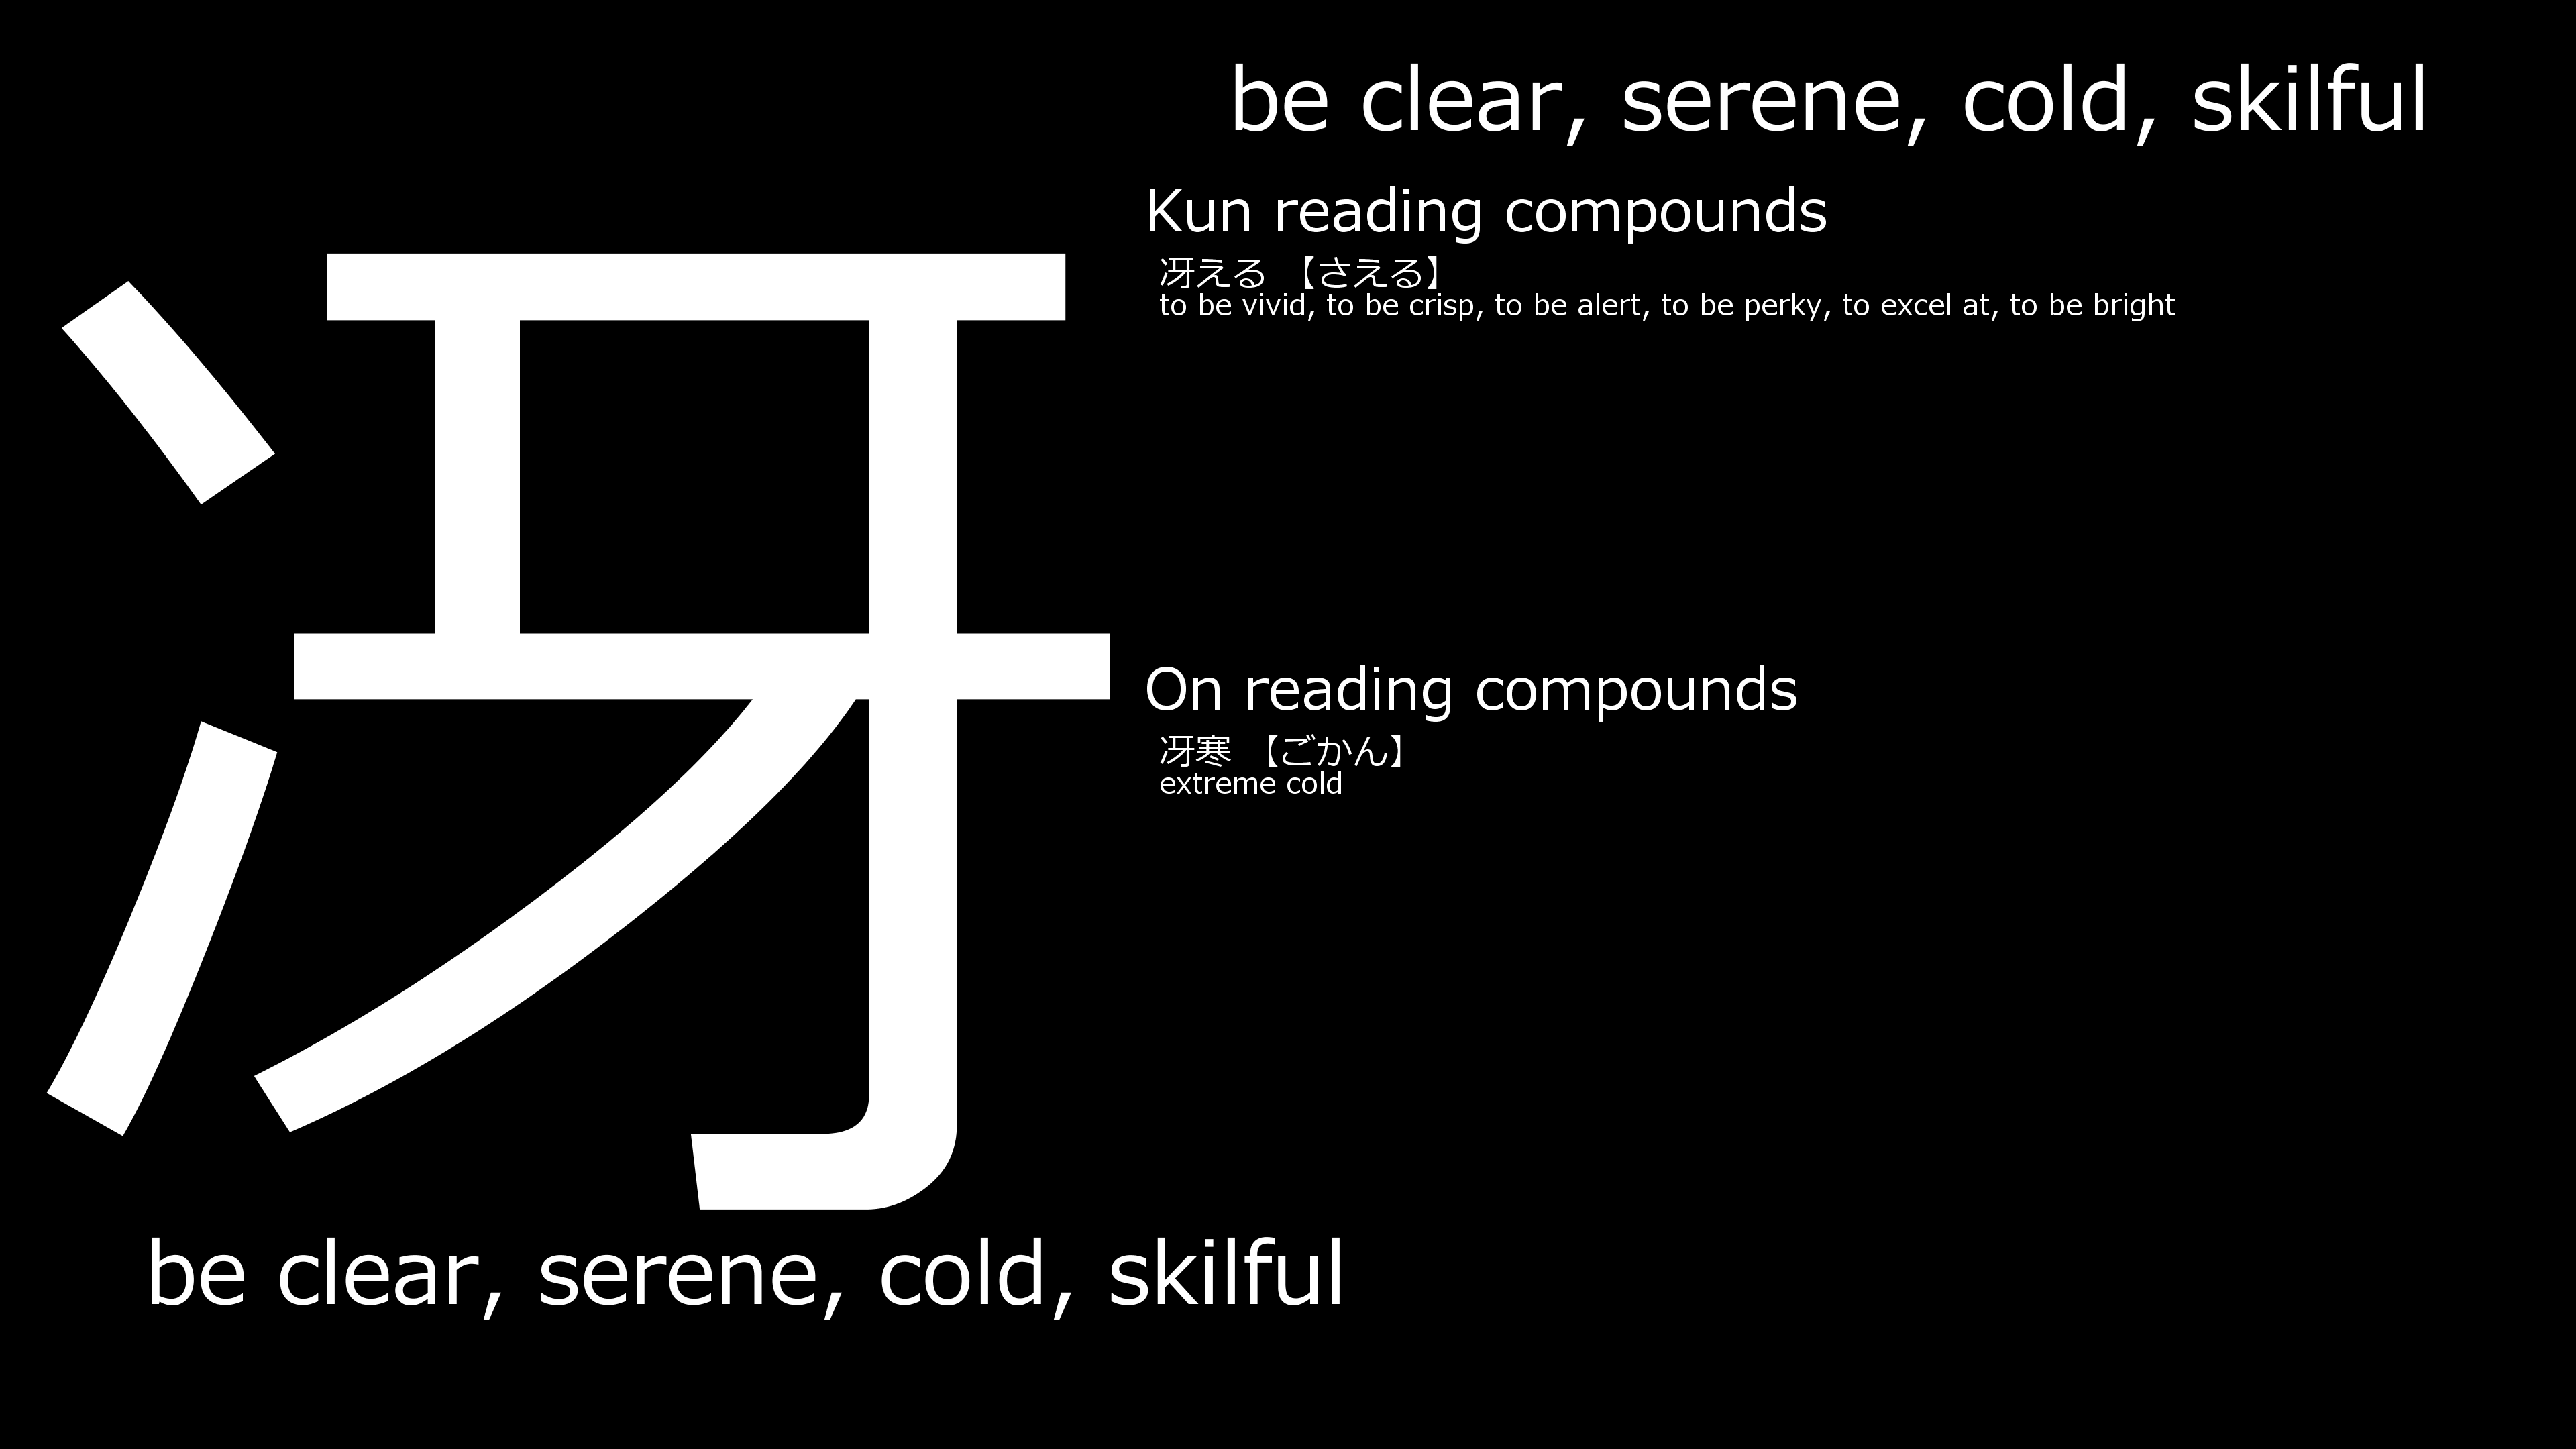 冴
be clear, serene, cold, skilful
Kun reading compounds
冴える 【さえる】
to be vivid, to be crisp, to be alert, to be perky, to excel at, to be bright
On reading compounds
冴寒 【ごかん】
extreme cold
be clear, serene, cold, skilful